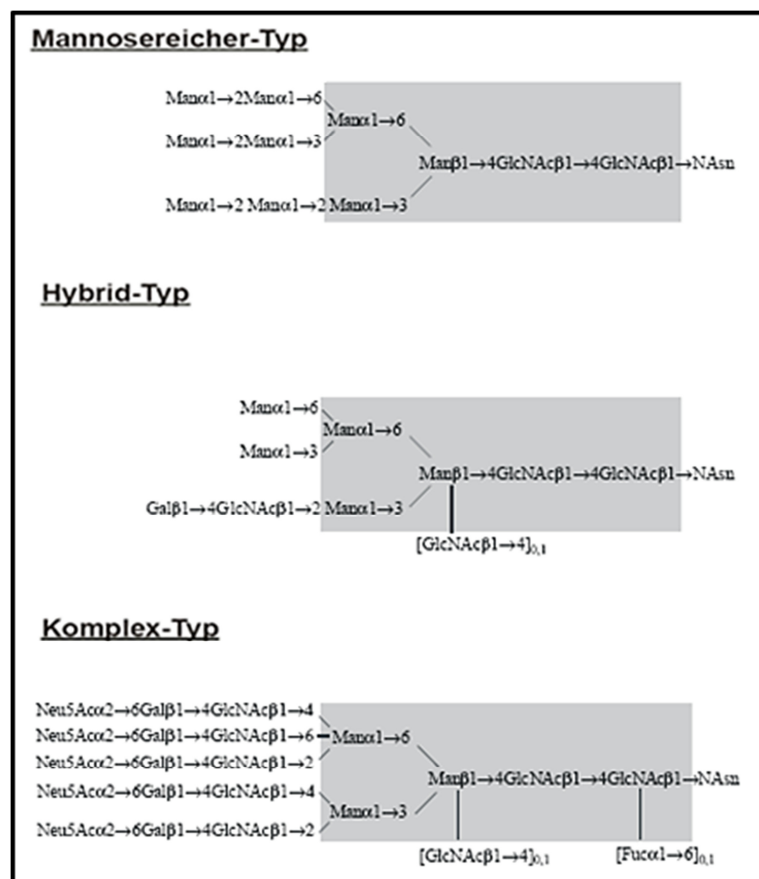 Mannosereicher-Typ
Manα1→2Manα1→6
Manα1→6
Manα1→2Manα1→3
Manβ1→4GlcNAcβ1→4GlcNAcβ1→NAsn
Manα1→2 Manα1→2 Manα1→3
Hybrid-Typ
Manα1→6
Manα1→6
Manα1→3
Manβ1→4GlcNAcβ1→4GlcNAcβ1→NAsn
Galβ1→4GlcNAcβ1→2 Manα1→3
[GlcNAcβ1→4]0,1
Komplex-Typ
Neu5Acα2→6Galβ1→4GlcNAcβ1→4
Neu5Acα2→6Galβ1→4GlcNAcβ1→6 Manα1→6
Neu5Acα2→6Galβ1→4GlcNAcβ1→2
Manβ1→4GlcNAcβ1→4GlcNAcβ1→NAsn
Neu5Acα2→6Galβ1→4GlcNAcβ1→4
Manα1→3
Neu5Acα2→6Galβ1→4GlcNAcβ1→2
[GlcNAcβ1→4]0,1 [Fucα1→6]0,1